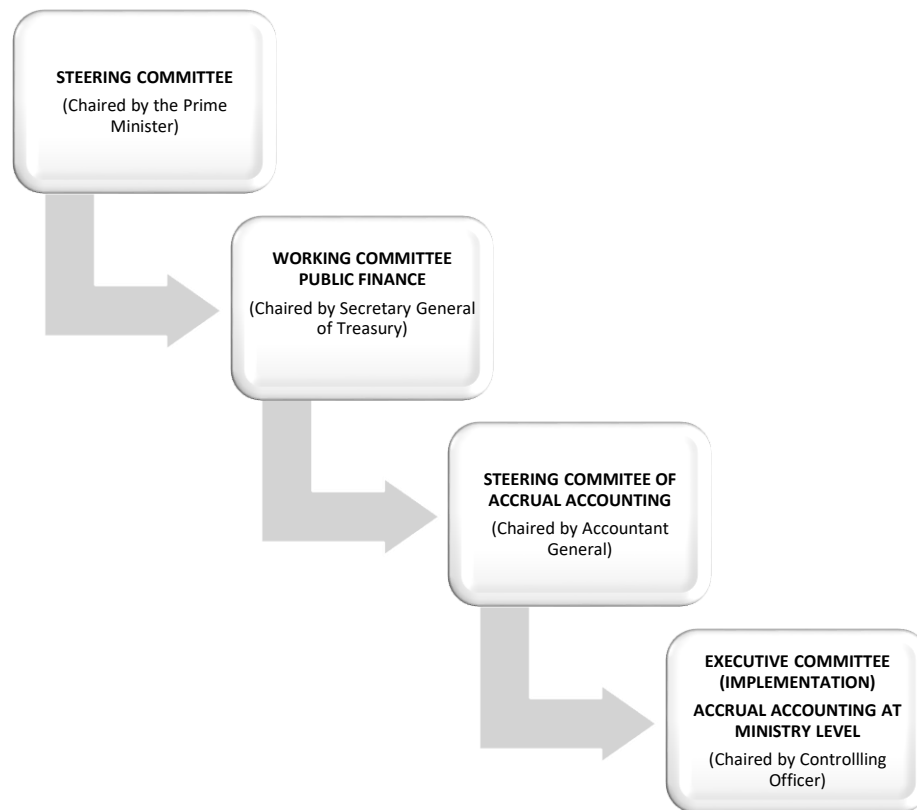 STEERING COMMITTEE
(Chaired by the Prime
Minister)
WORKING COMMITTEE
PUBLIC FINANCE
(Chaired by Secretary General
of Treasury)
STEERING COMMITEE OF
ACCRUAL ACCOUNTING
(Chaired by Accountant
General)
EXECUTIVE COMMITTEE
(IMPLEMENTATION)
ACCRUAL ACCOUNTING AT
MINISTRY LEVEL
(Chaired by Controllling
Officer)